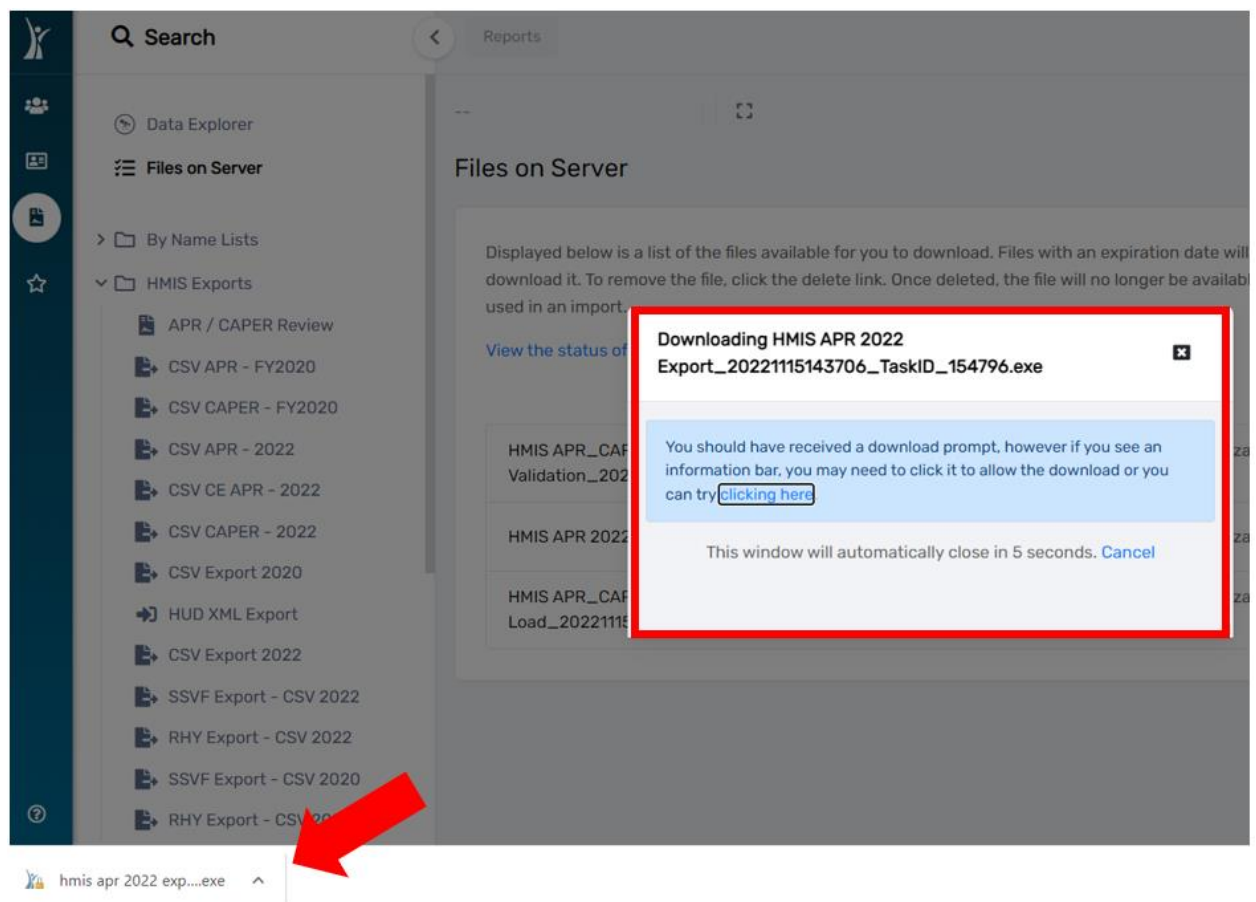 Search
Reports
Data Explorer
--
Files on Server
Files on Server
By Name Lists
HMIS Exports
APR / CAPER Review
CSV APR - FY2020
CSV CAPER - FY2020
CSV APR - 2022
CSV CE APR - 2022
CSV CAPER - 2022
CSV Export 2020
HUD XML Export
CSV Export 2022
SSVF Export - CSV 2022
RHY Export - CSV 2022
SSVF Export - CSV 2020
RHY Export - CSV
Displayed below is a list of the files available for you to download. Files with an expiration date will
download it. To remove the file, click the delete link. Once deleted, the file will no longer be availab
used in an import.
View the status of
HMIS APR_CAP
Validation_202
HMIS APR 2022
HMIS APR_CAP
Load_20221115
Downloading HMIS APR 2022
Export_20221115143706_TaskID_154796.exe
You should have received a download prompt, however if you see an
information bar, you may need to click it to allow the download or you
can try clicking here.
This window will automatically close in 5 seconds. Cancel
hmis apr 2022 exp....exe